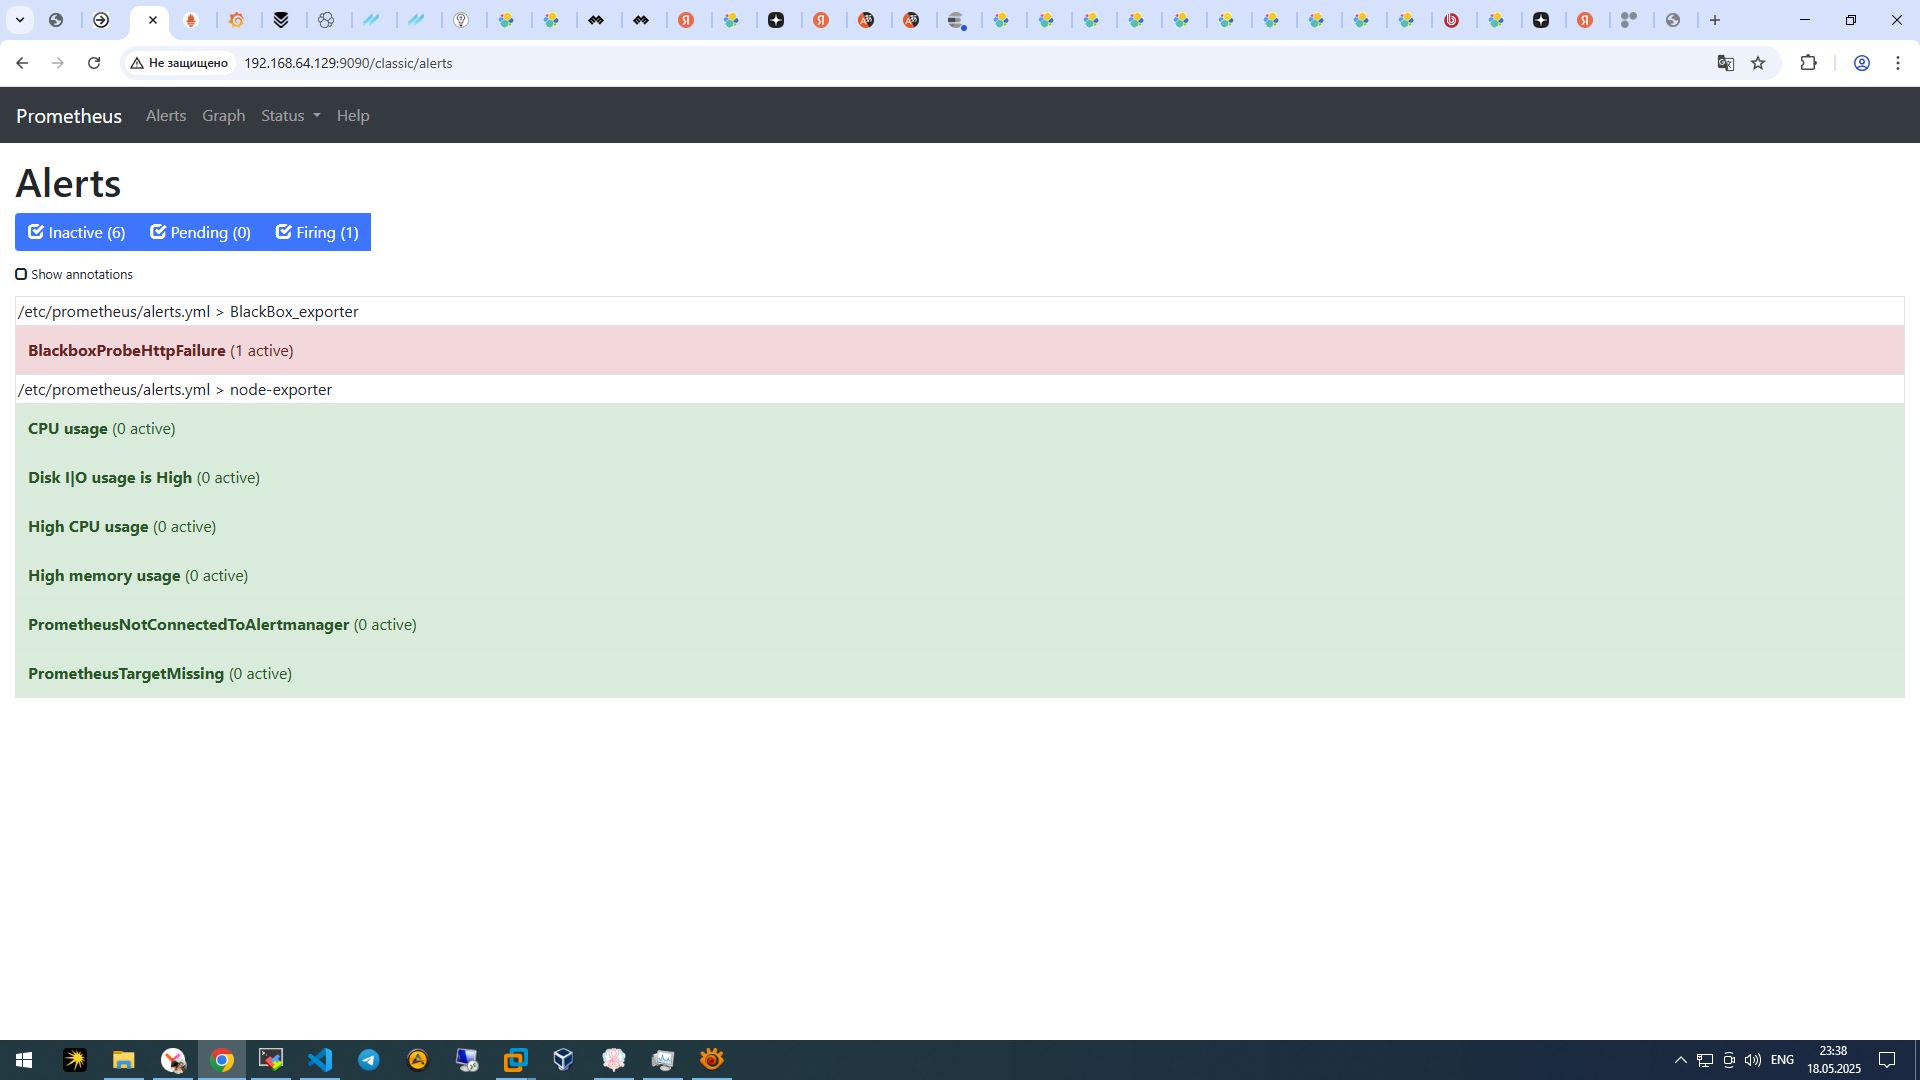 Не защищено
192.168.64.129:9090/classic/alerts
Prometheus Alerts Graph Status Help
Alerts
Inactive (6) Pending (0) Firing (1)
Show annotations
/etc/prometheus/alerts.yml > BlackBox_exporter
BlackboxProbeHttpFailure (1 active)
/etc/prometheus/alerts.yml > node-exporter
CPU usage (0 active)
Disk I|O usage is High (0 active)
High CPU usage (0 active)
High memory usage (0 active)
PrometheusNotConnectedToAlertmanager (0 active)
PrometheusTargetMissing (0 active)
ENG
23:38
18.05.2025